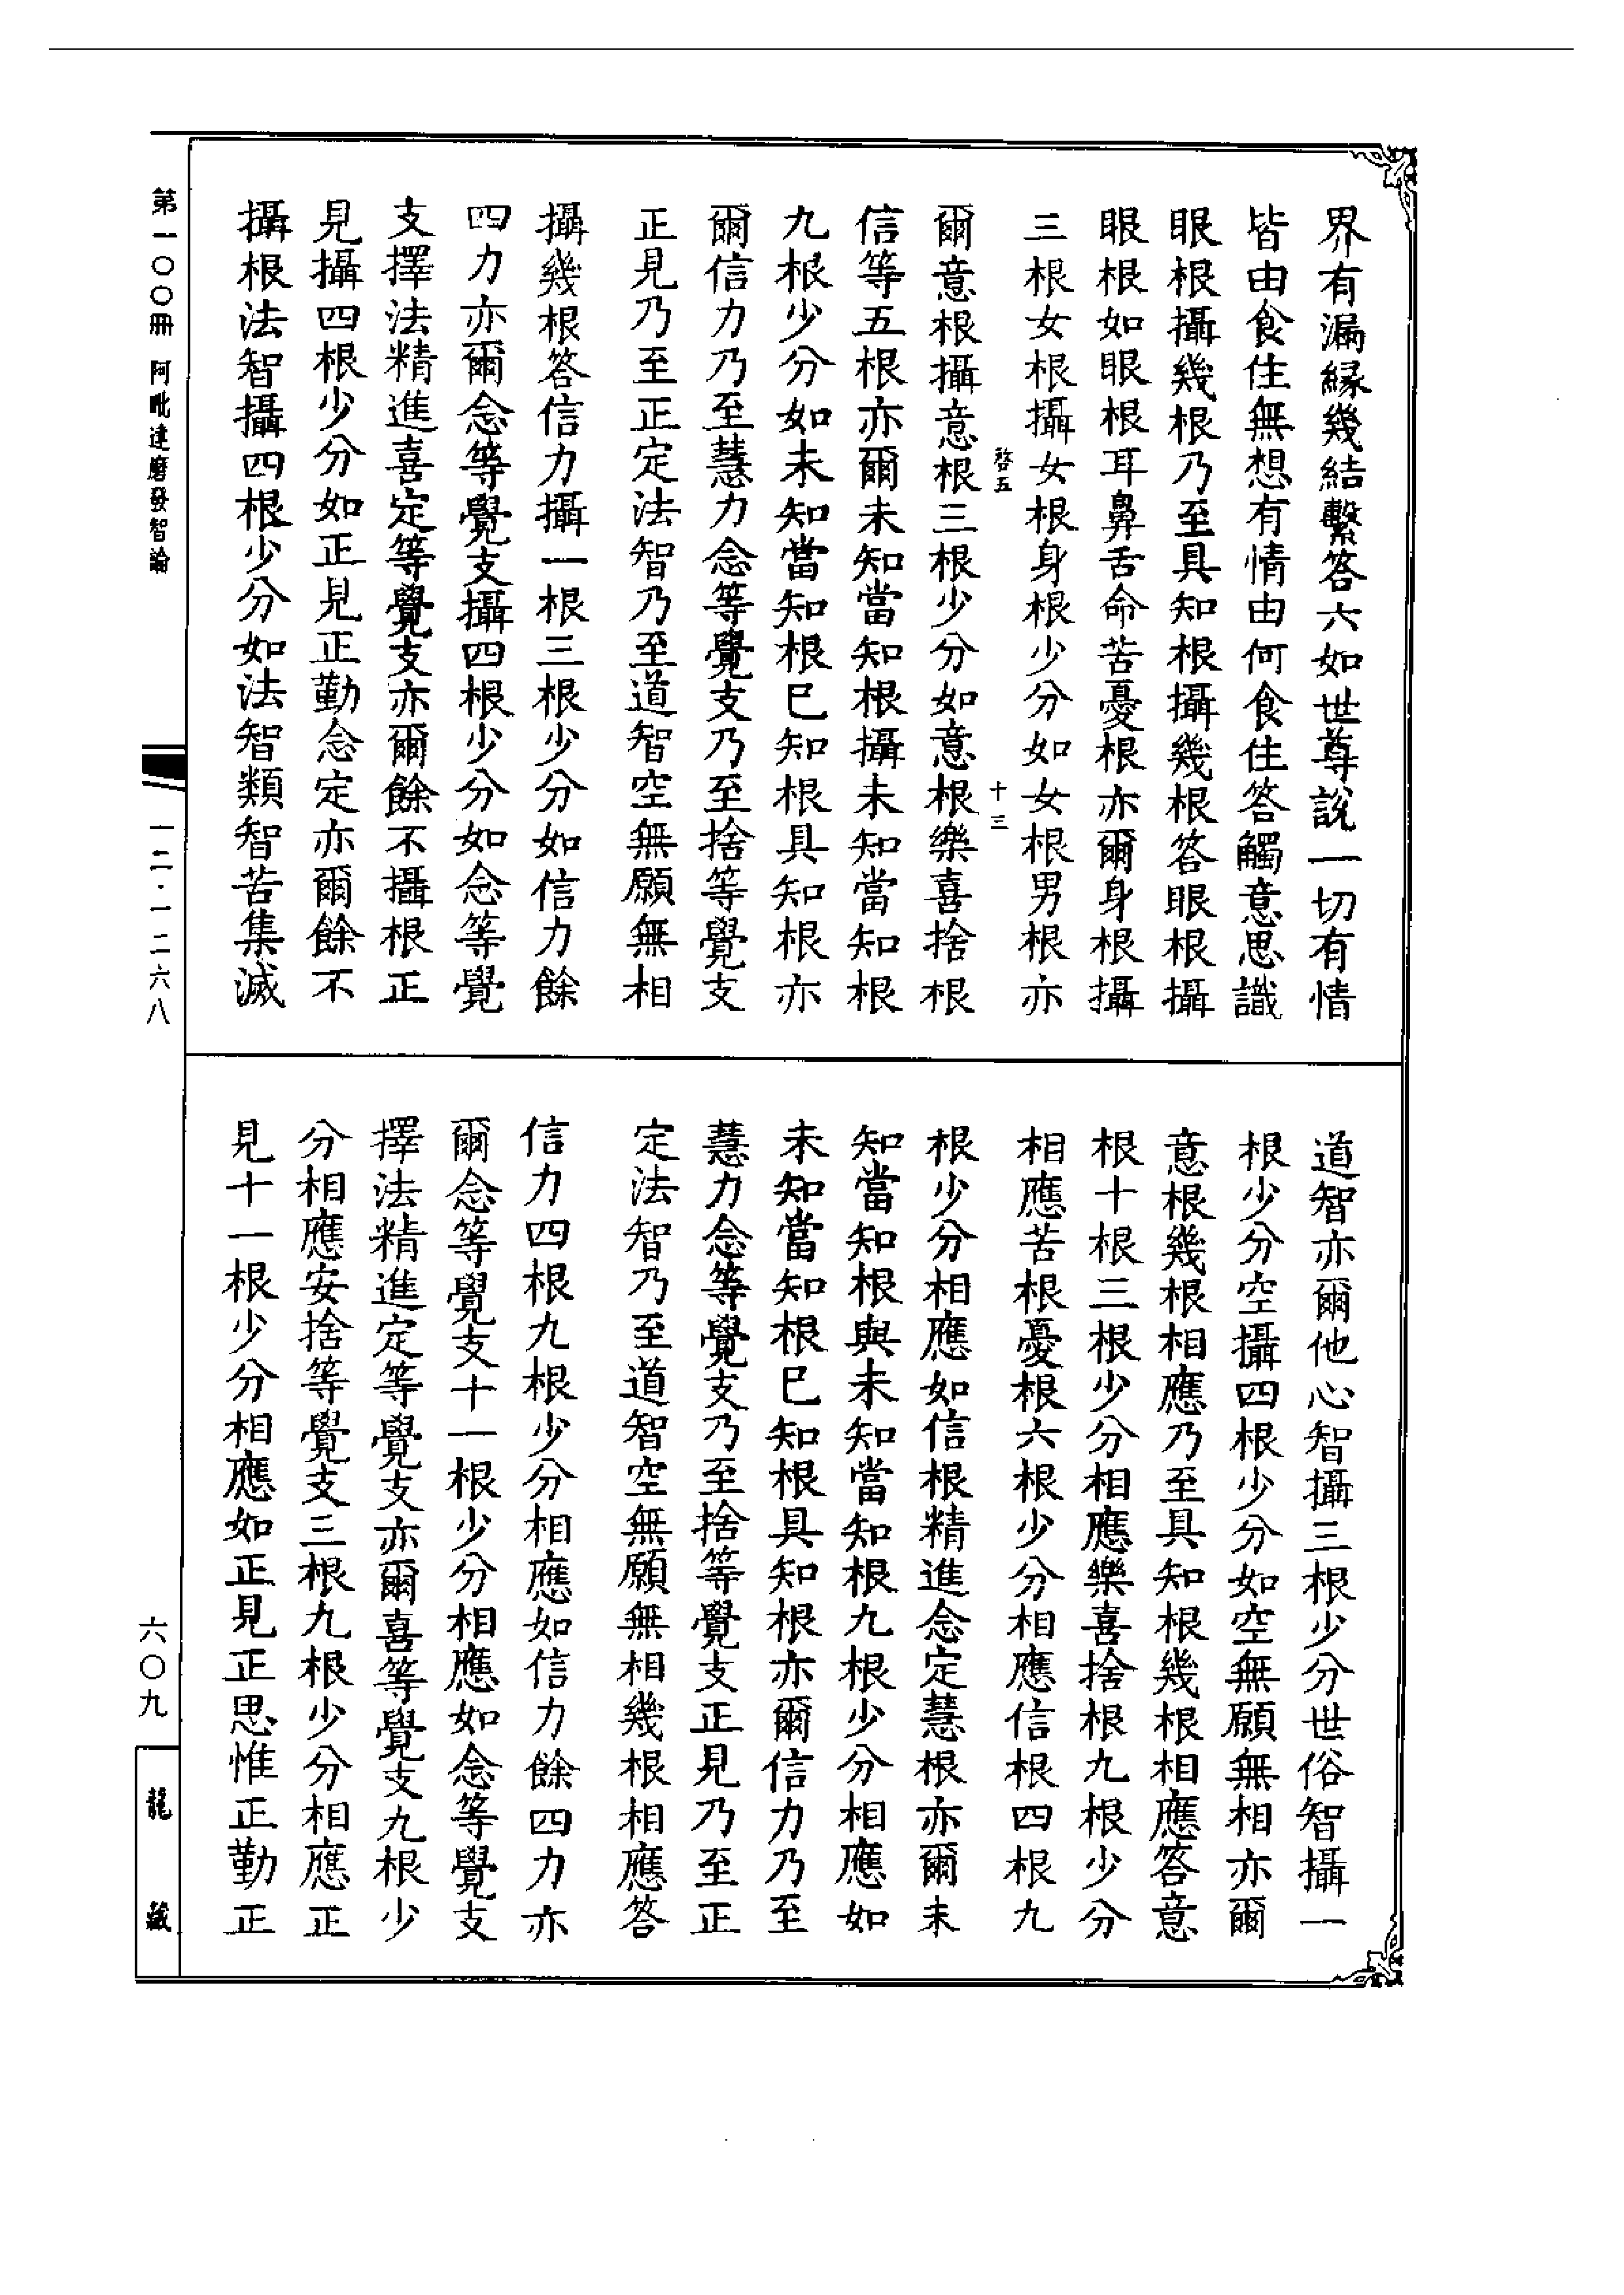 界有漏縁幾結繫答六如世尊說一切有情
皆由食住無想有情由何食住答觸意思識
眼根攝幾根乃至具知根攝幾根答眼根攝
眼根如眼根耳鼻舌命苦憂根亦爾身根攝
三根女根攝女根身根少分如女根男根亦
啓五 十三
爾意根攝意根三根少分如意根樂喜捨根
信等五根亦爾未知當知根攝未知當知根
九根少分如未知當知根巳知根具知根亦
爾信力乃至慧力念等覺支乃至捨等覺支
正見乃至正定法智乃至道智空無願無相
攝幾根答信力攝一根三根少分如信力餘
四力亦爾念等覺支攝四根少分如念等覺
支擇法精進喜定等覺支亦爾餘不攝根正
見攝四根少分如正見正勤念定亦爾餘不
攝根法智攝四根少分如法智類智苦集滅
道智亦爾他心智攝三根少分世俗智攝一
根少分空攝四根少分如空無願無相亦爾
意根幾根相應乃至具知根幾根相應答意
根十根三根少分相應樂喜捨根九根少分
相應苦根憂根六根少分相應信根四根九
根少分相應如信根精進念定慧根亦爾未
知當知根與未知當知根九根少分相應如
未知當知根巳知根具知根亦爾信力乃至
慧力念等覺支乃至捨等覺支正見乃至正
定法智乃至道智空無願無相幾根相應答
信力四根九根少分相應如信力餘四力亦
爾念等覺支十一根少分相應如念等覺支
擇法精進定等覺支亦爾喜等覺支九根少
分相應安捨等覺支三根九根少分相應正
見十一根少分相應如正見正思惟正勤正
第一〇〇冊 阿毗達磨發智論
一二·一二六八
六〇九
龍藏